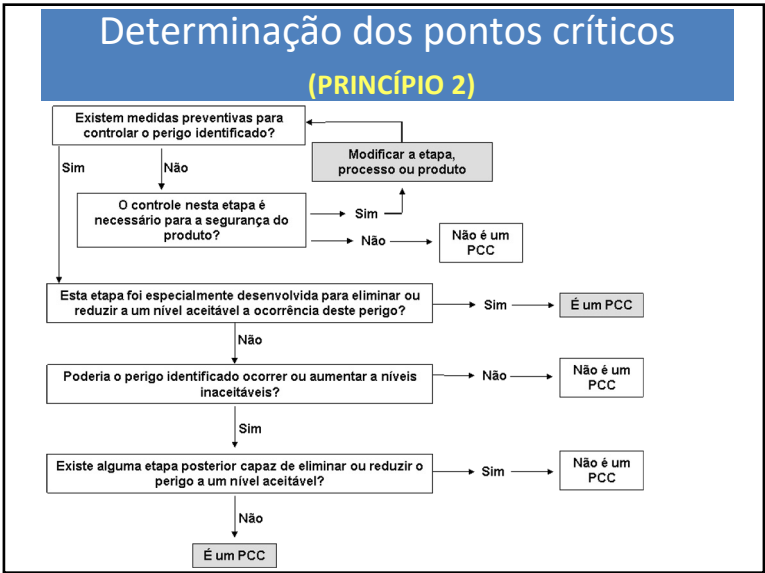 Determinação dos pontos críticos
(PRINCÍPIO 2)
Existem medidas preventivas para
controlar o perigo identificado?
Sim
Não
Modificar a etapa,
processo ou produto
O controle nesta etapa é
necessário para a segurança do
produto?
Sim
Não
Não é um
PCC
Esta etapa foi especialmente desenvolvida para eliminar ou
reduzir a um nível aceitável a ocorrência deste perigo?
Sim
É um PCC
Não
Poderia o perigo identificado ocorrer ou aumentar a níveis
inaceitáveis?
Não
Não é um
PCC
Sim
Existe alguma etapa posterior capaz de eliminar ou reduzir o
perigo a um nível aceitável?
Sim
Não é um
PCC
Não
É um PCC